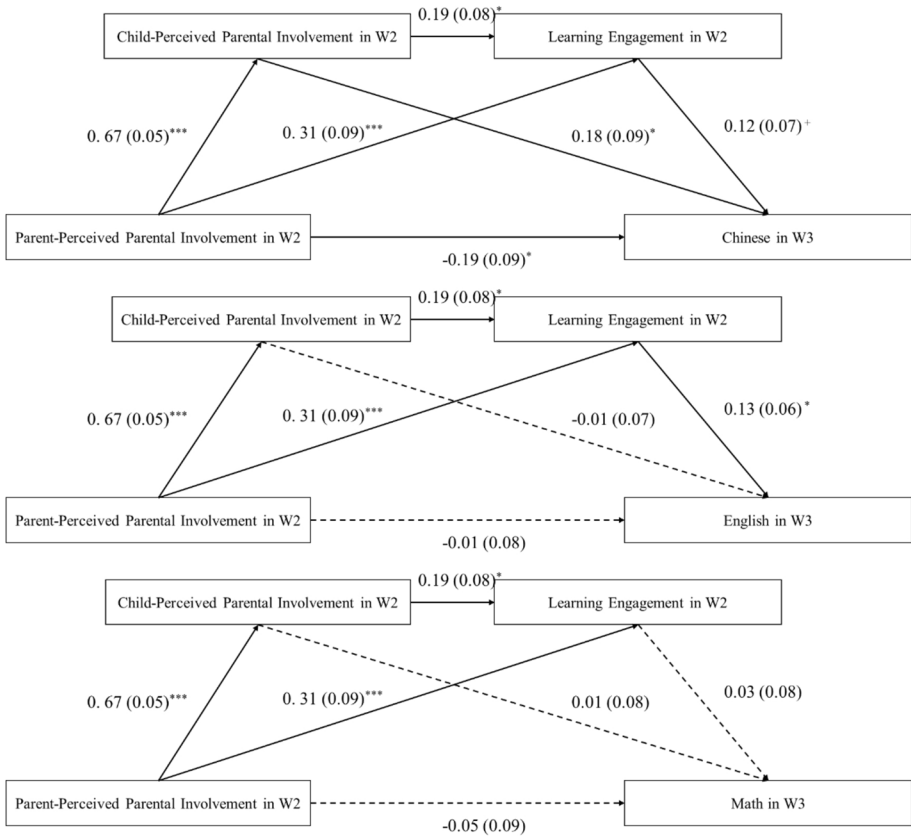 0.19 (0.08)*
Child-Perceived Parental Involvement in W2
Learning Engagement in W2
0. 67 (0.05)***
0. 31 (0.09)***
0.18 (0.09)*
0.12 (0.07)+
Parent-Perceived Parental Involvement in W2
Chinese in W3
-0.19 (0.09)*
0.19 (0.08)*
Child-Perceived Parental Involvement in W2
Learning Engagement in W2
0. 67 (0.05)***
0. 31 (0.09)***
-0.01 (0.07)
0.13 (0.06)*
Parent-Perceived Parental Involvement in W2
English in W3
-0.01 (0.08)
0.19 (0.08)*
Child-Perceived Parental Involvement in W2
Learning Engagement in W2
0. 67 (0.05)***
0. 31 (0.09)***
0.01 (0.08)
0.03 (0.08)
Parent-Perceived Parental Involvement in W2
Math in W3
-0.05 (0.09)